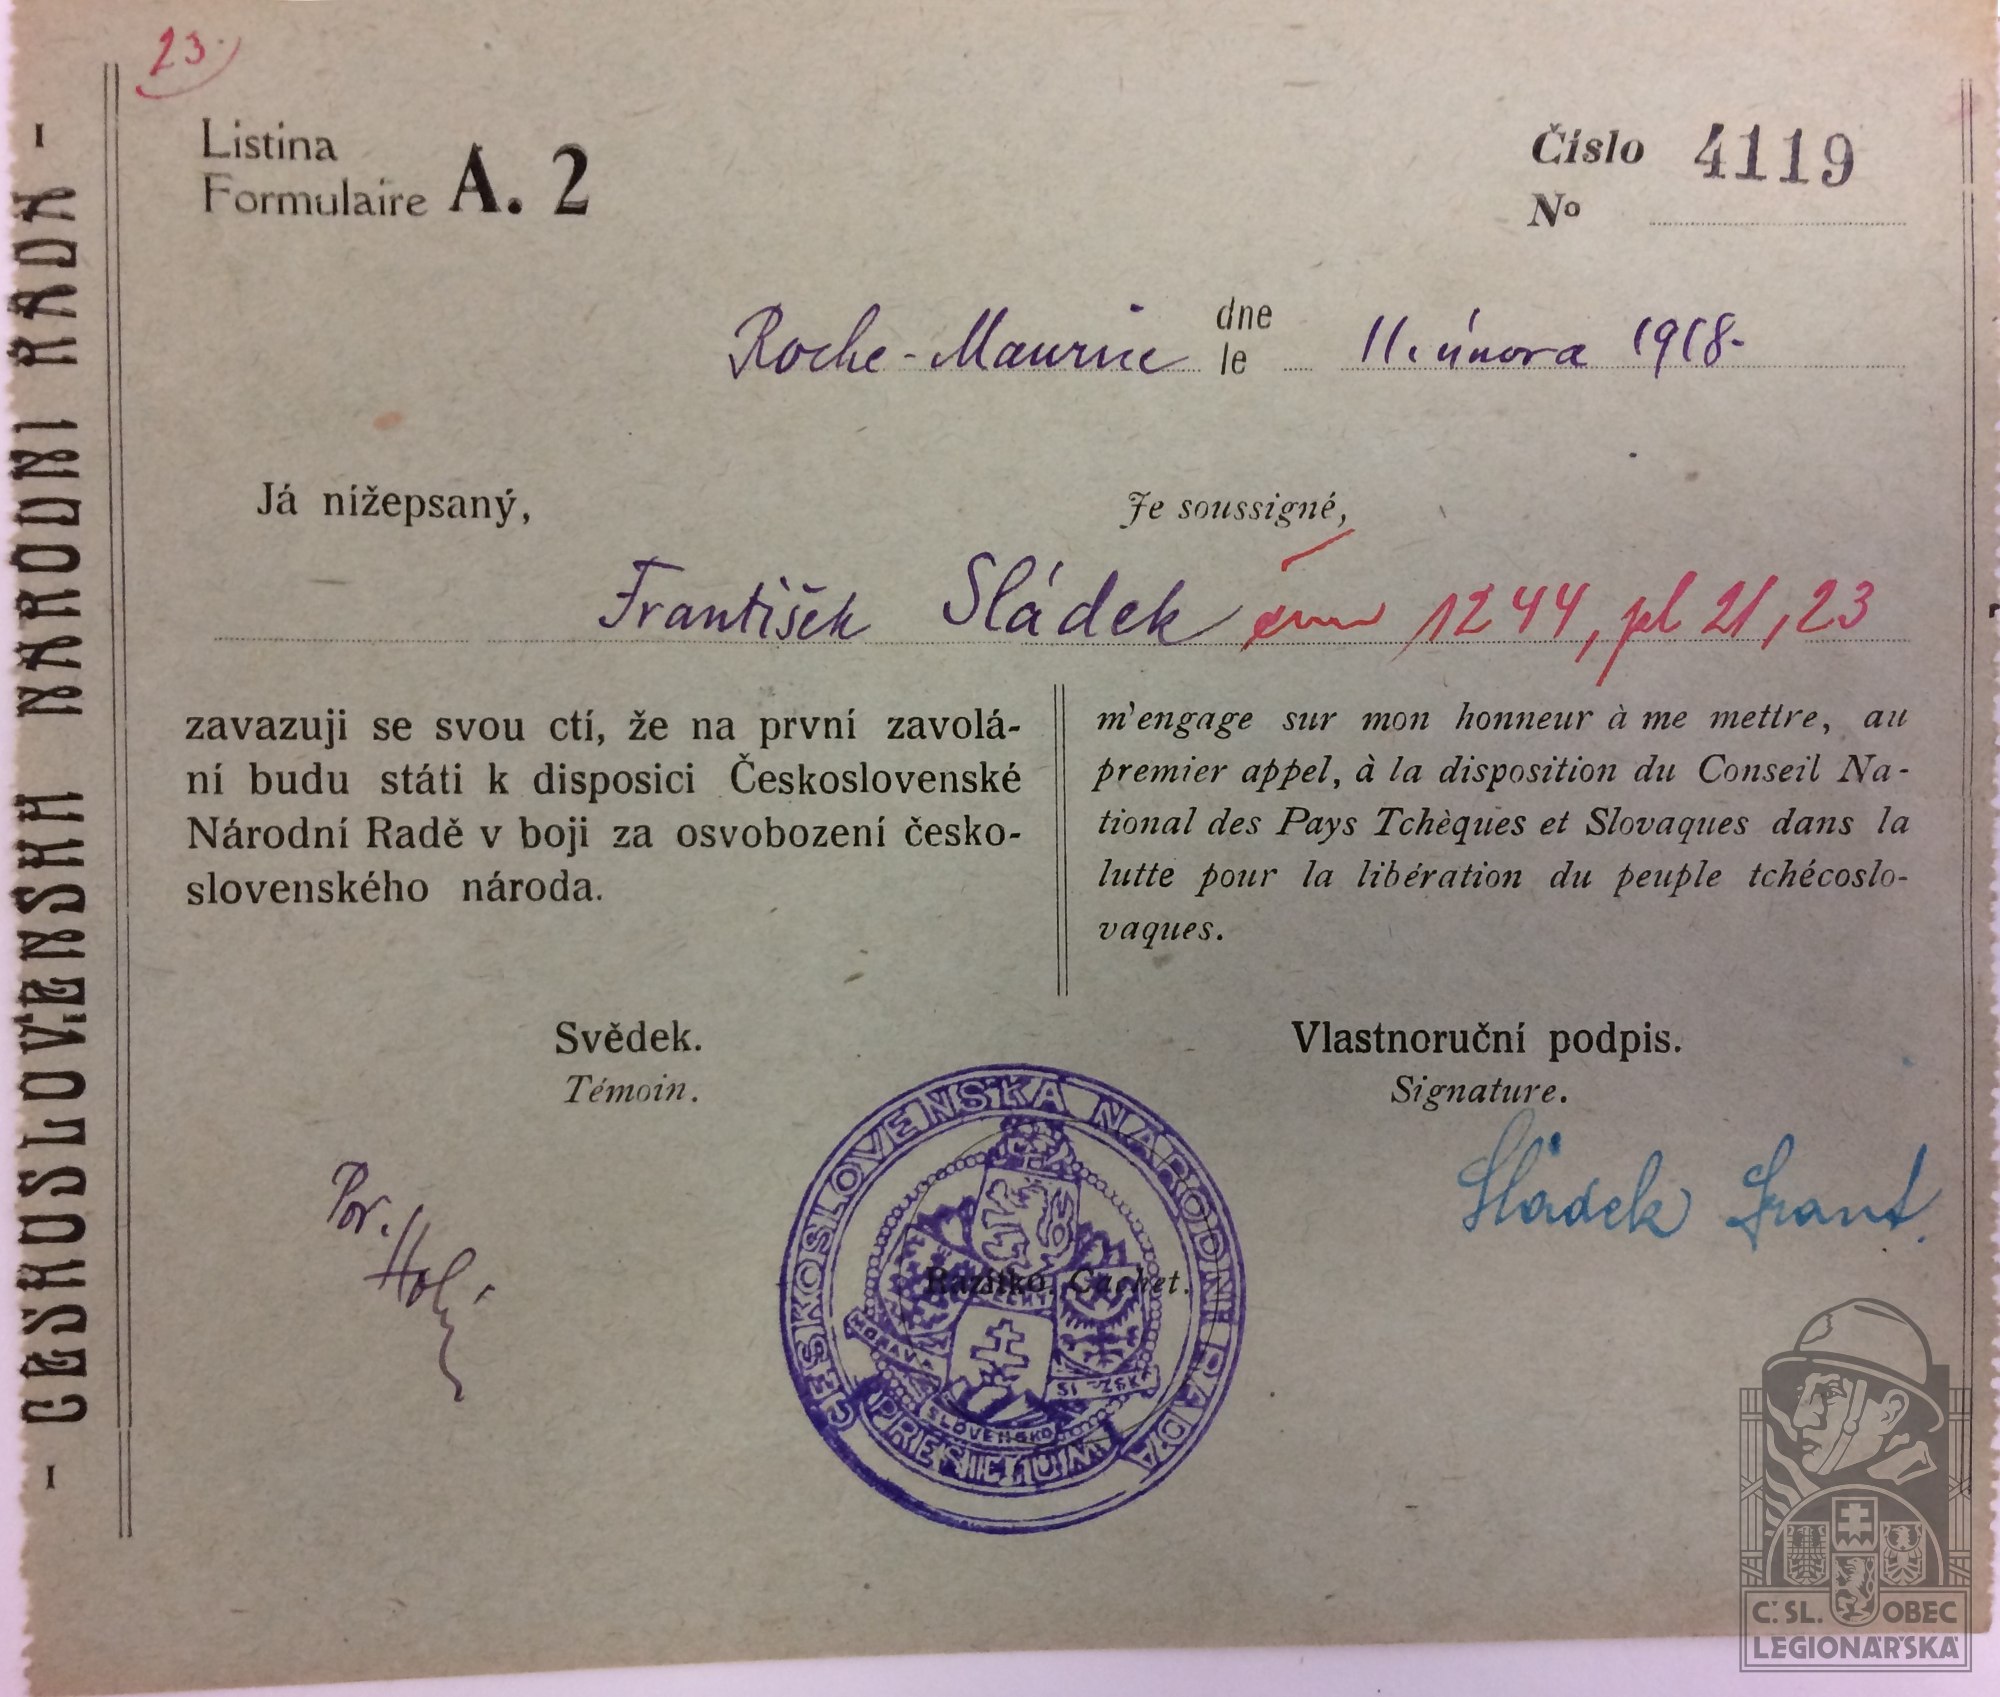 23.
Listina
Formulaire A. 2
Číslo 4119
No
Roche-Maurice dne le 11. února 1918.
Já nížepsaný,
Je soussigné,
František Sládek 1244, pl 21, 23
zavazuji se svou ctí, že na první zavolá-
ní budu státi k disposici Československé
Národní Radě v boji za osvobození česko-
slovenského národa.
m'engage sur mon honneur à me mettre, au
premier appel, à la disposition du Conseil Na-
tional des Pays Tchèques et Slovaques dans la
lutte pour la libération du peuple tchécoslo-
vaques.
Svědek.
Témoin.
Vlastnoruční podpis.
Signature.
Por. Holý
Sládek Frant.
Razítko. Cachet.
ČESKOSLOVENSKÁ NÁRODNÍ RADA
PRESIDIUM
ČECHY
MORAVA
SLEZSKO
SLOVENSKO
I - ČESKOSLOVENSKÁ NÁRODNÍ RADA - I
Č. SL. OBEC
LEGIONÁŘSKÁ